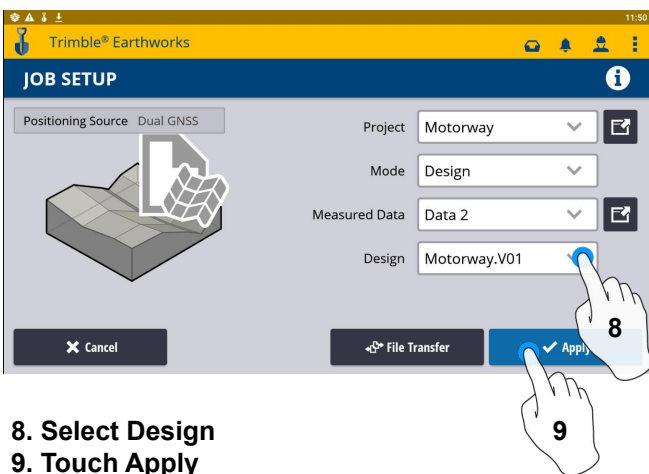 11:50
Trimble® Earthworks
JOB SETUP
Positioning Source Dual GNSS
Project Motorway
Mode Design
Measured Data Data 2
Design Motorway.V01
8
Cancel
File Transfer
Apply
9
8. Select Design
9. Touch Apply